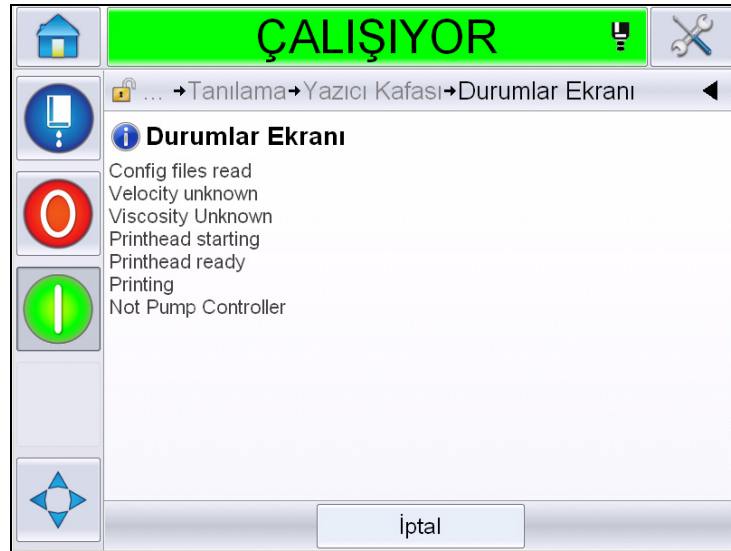 ÇALIŞIYOR
... →Tanılama→Yazıcı Kafası→Durumlar Ekranı
Durumlar Ekranı
Config files read
Velocity unknown
Viscosity Unknown
Printhead starting
Printhead ready
Printing
Not Pump Controller
İptal